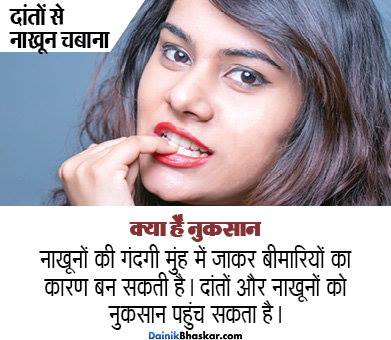 दांतों से
नाखून चबाना
क्या हैं नुकसान
नाखूनों की गंदगी मुंह में जाकर बीमारियों का
कारण बन सकती है। दांतों और नाखूनों को
नुकसान पहुंच सकता है।
DainikBhaskar.com